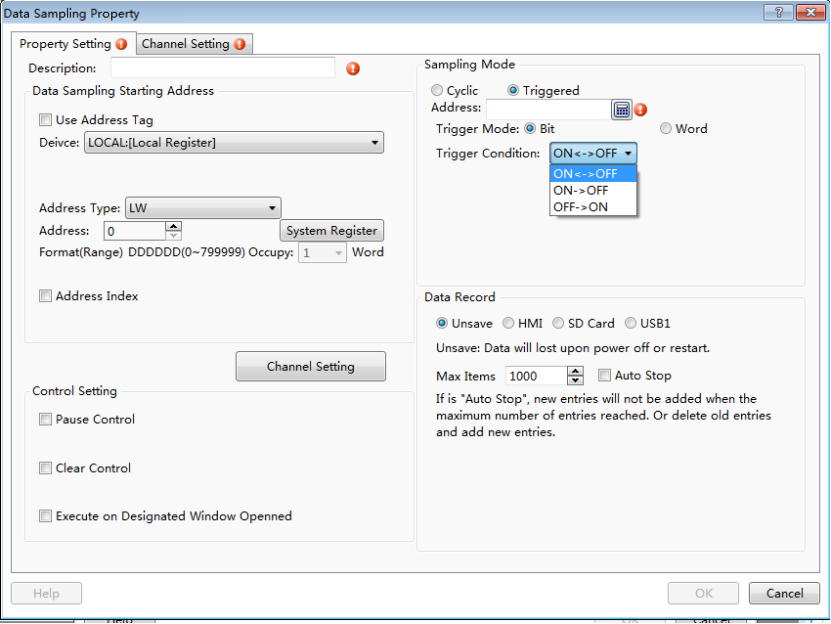 Data Sampling Property
Property Setting
Channel Setting
Description:
Data Sampling Starting Address
Use Address Tag
Deivce: LOCAL:[Local Register]
Address Type: LW
Address: 0
System Register
Format(Range) DDDDDD(0~799999) Occupy: 1 Word
Address Index
Channel Setting
Control Setting
Pause Control
Clear Control
Execute on Designated Window Openned
Sampling Mode
Cyclic Triggered
Address:
Trigger Mode: Bit Word
Trigger Condition: ON<->OFF
ON<->OFF
ON->OFF
OFF->ON
Data Record
Unsave HMI SD Card USB1
Unsave: Data will lost upon power off or restart.
Max Items 1000 Auto Stop
If is "Auto Stop", new entries will not be added when the
maximum number of entries reached. Or delete old entries
and add new entries.
Help
OK Cancel